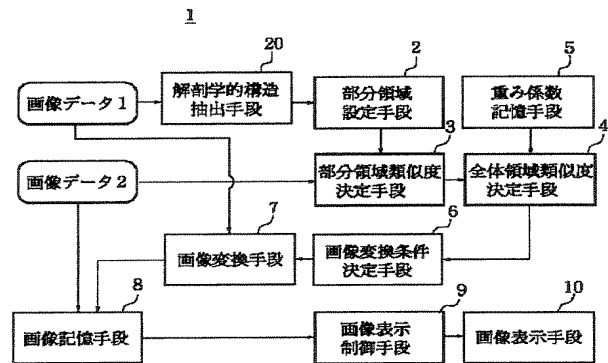 1
20
2
5
画像データ1
解剖学的構造
抽出手段
部分領域
設定手段
重み係数
記憶手段
3
4
画像データ2
部分領域類似度
決定手段
全体領域類似度
決定手段
7
6
画像変換手段
画像変換条件
決定手段
8
9
10
画像記憶手段
画像表示
制御手段
画像表示手段